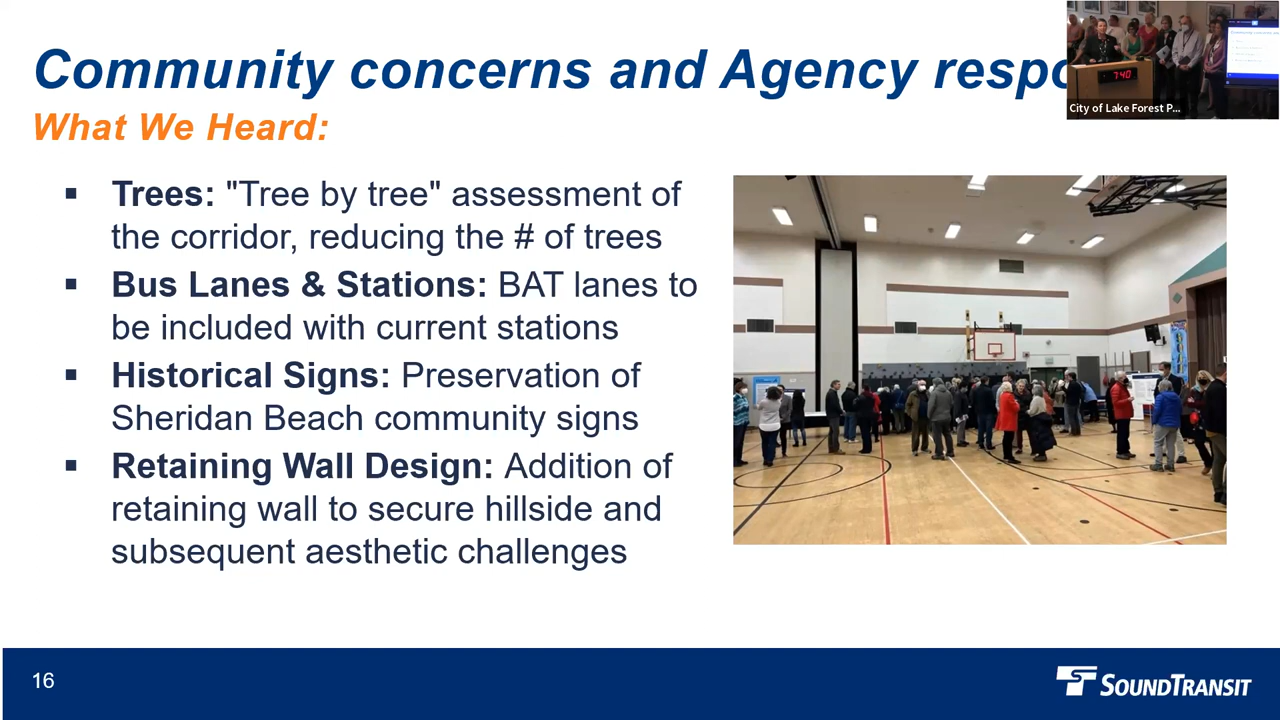 Community concerns and Agency respo
What We Heard:
▪ Trees: "Tree by tree" assessment of
the corridor, reducing the # of trees
▪ Bus Lanes & Stations: BAT lanes to
be included with current stations
▪ Historical Signs: Preservation of
Sheridan Beach community signs
▪ Retaining Wall Design: Addition of
retaining wall to secure hillside and
subsequent aesthetic challenges
7:40
City of Lake Forest P...
16
SOUNDTRANSIT